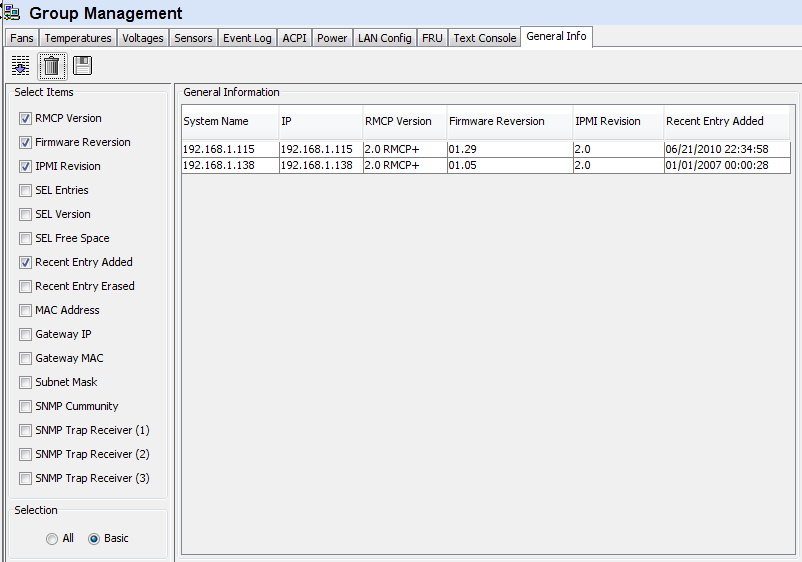 Group Management
Fans Temperatures Voltages Sensors Event Log ACPI Power LAN Config FRU Text Console General Info
Select Items
RMCP Version
Firmware Reversion
IPMI Revision
SEL Entries
SEL Version
SEL Free Space
Recent Entry Added
Recent Entry Erased
MAC Address
Gateway IP
Gateway MAC
Subnet Mask
SNMP Cummunity
SNMP Trap Receiver (1)
SNMP Trap Receiver (2)
SNMP Trap Receiver (3)
Selection
All Basic
General Information
System Name IP RMCP Version Firmware Reversion IPMI Revision Recent Entry Added
192.168.1.115 192.168.1.115 2.0 RMCP+ 01.29 2.0 06/21/2010 22:34:58
192.168.1.138 192.168.1.138 2.0 RMCP+ 01.05 2.0 01/01/2007 00:00:28